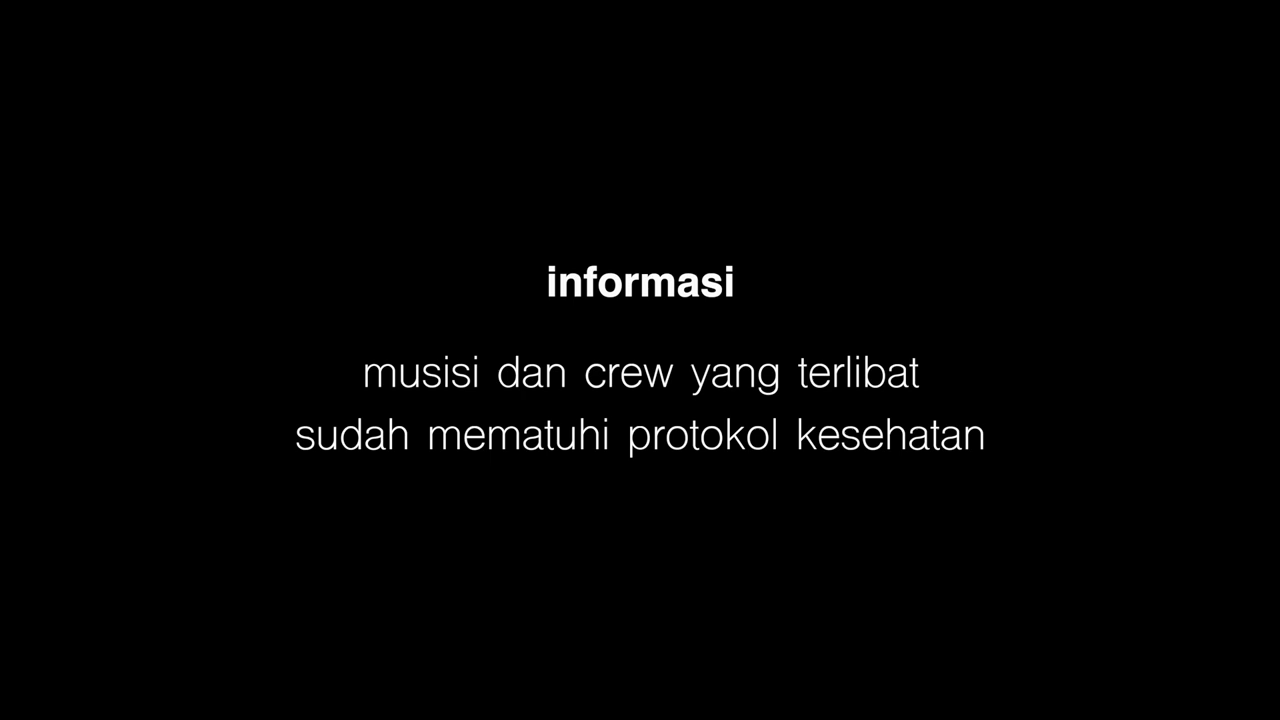 informasi
musisi dan crew yang terlibat
sudah mematuhi protokol kesehatan